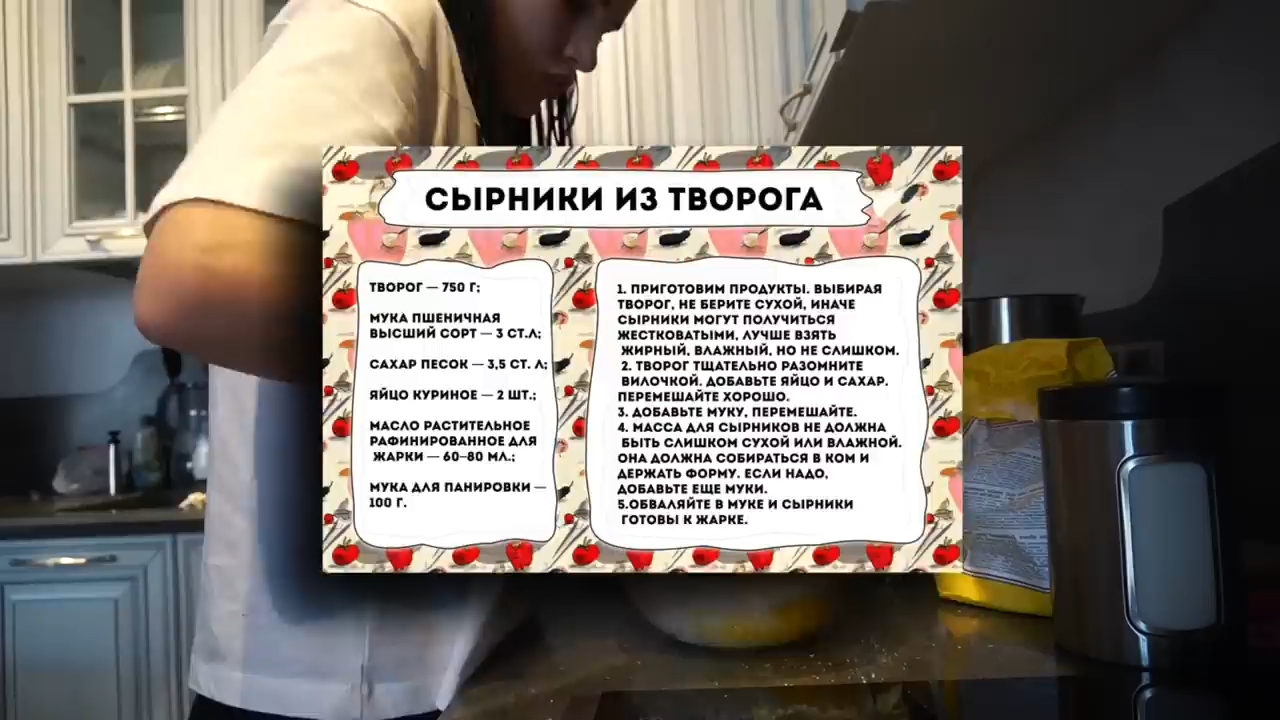 СЫРНИКИ ИЗ ТВОРОГА
ТВОРОГ — 750 Г;
МУКА ПШЕНИЧНАЯ
ВЫСШИЙ СОРТ — 3 СТ.Л;
САХАР ПЕСОК — 3,5 СТ. Л;
ЯЙЦО КУРИНОЕ — 2 ШТ.;
МАСЛО РАСТИТЕЛЬНОЕ
РАФИНИРОВАННОЕ ДЛЯ
ЖАРКИ — 60–80 МЛ.;
МУКА ДЛЯ ПАНИРОВКИ —
100 Г.
1. ПРИГОТОВИМ ПРОДУКТЫ. ВЫБИРАЯ
ТВОРОГ, НЕ БЕРИТЕ СУХОЙ, ИНАЧЕ
СЫРНИКИ МОГУТ ПОЛУЧИТЬСЯ
ЖЕСТКОВАТЫМИ, ЛУЧШЕ ВЗЯТЬ
ЖИРНЫЙ, ВЛАЖНЫЙ, НО НЕ СЛИШКОМ.
2. ТВОРОГ ТЩАТЕЛЬНО РАЗОМНИТЕ
ВИЛОЧКОЙ. ДОБАВЬТЕ ЯЙЦО И САХАР.
ПЕРЕМЕШАЙТЕ ХОРОШО.
3. ДОБАВЬТЕ МУКУ, ПЕРЕМЕШАЙТЕ.
4. МАССА ДЛЯ СЫРНИКОВ НЕ ДОЛЖНА
БЫТЬ СЛИШКОМ СУХОЙ ИЛИ ВЛАЖНОЙ.
ОНА ДОЛЖНА СОБИРАТЬСЯ В КОМ И
ДЕРЖАТЬ ФОРМУ. ЕСЛИ НАДО,
ДОБАВЬТЕ ЕЩЕ МУКИ.
5.ОБВАЛЯЙТЕ В МУКЕ И СЫРНИКИ
ГОТОВЫ К ЖАРКЕ.